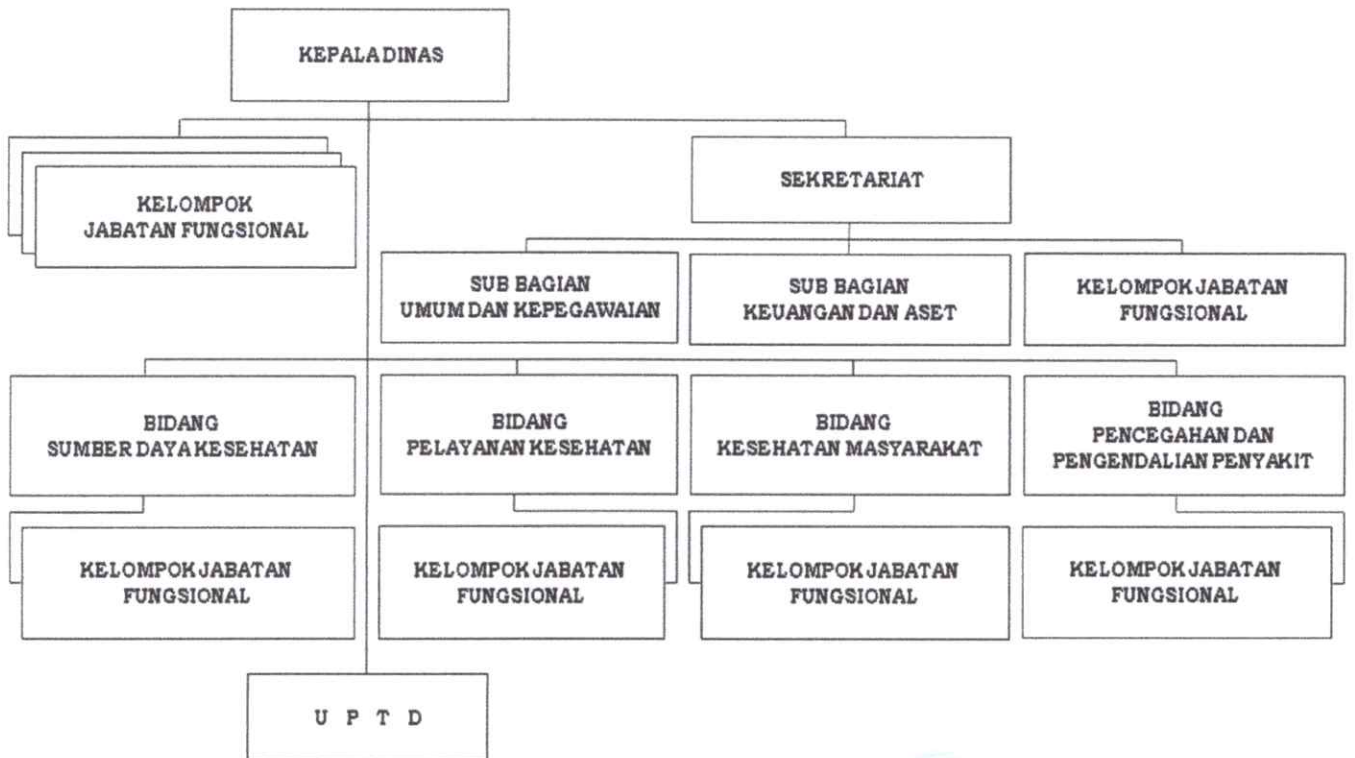 KEPALA DINAS
KELOMPOK
JABATAN FUNGSIONAL
SEKRETARIAT
SUB BAGIAN
UMUM DAN KEPEGAWAIAN
SUB BAGIAN
KEUANGAN DAN ASET
KELOMPOK JABATAN
FUNGSIONAL
BIDANG
SUMBER DAYA KESEHATAN
BIDANG
PELAYANAN KESEHATAN
BIDANG
KESEHATAN MASYARAKAT
BIDANG
PENCEGAHAN DAN
PENGENDALIAN PENYAKIT
KELOMPOK JABATAN
FUNGSIONAL
KELOMPOK JABATAN
FUNGSIONAL
KELOMPOK JABATAN
FUNGSIONAL
KELOMPOK JABATAN
FUNGSIONAL
U P T D